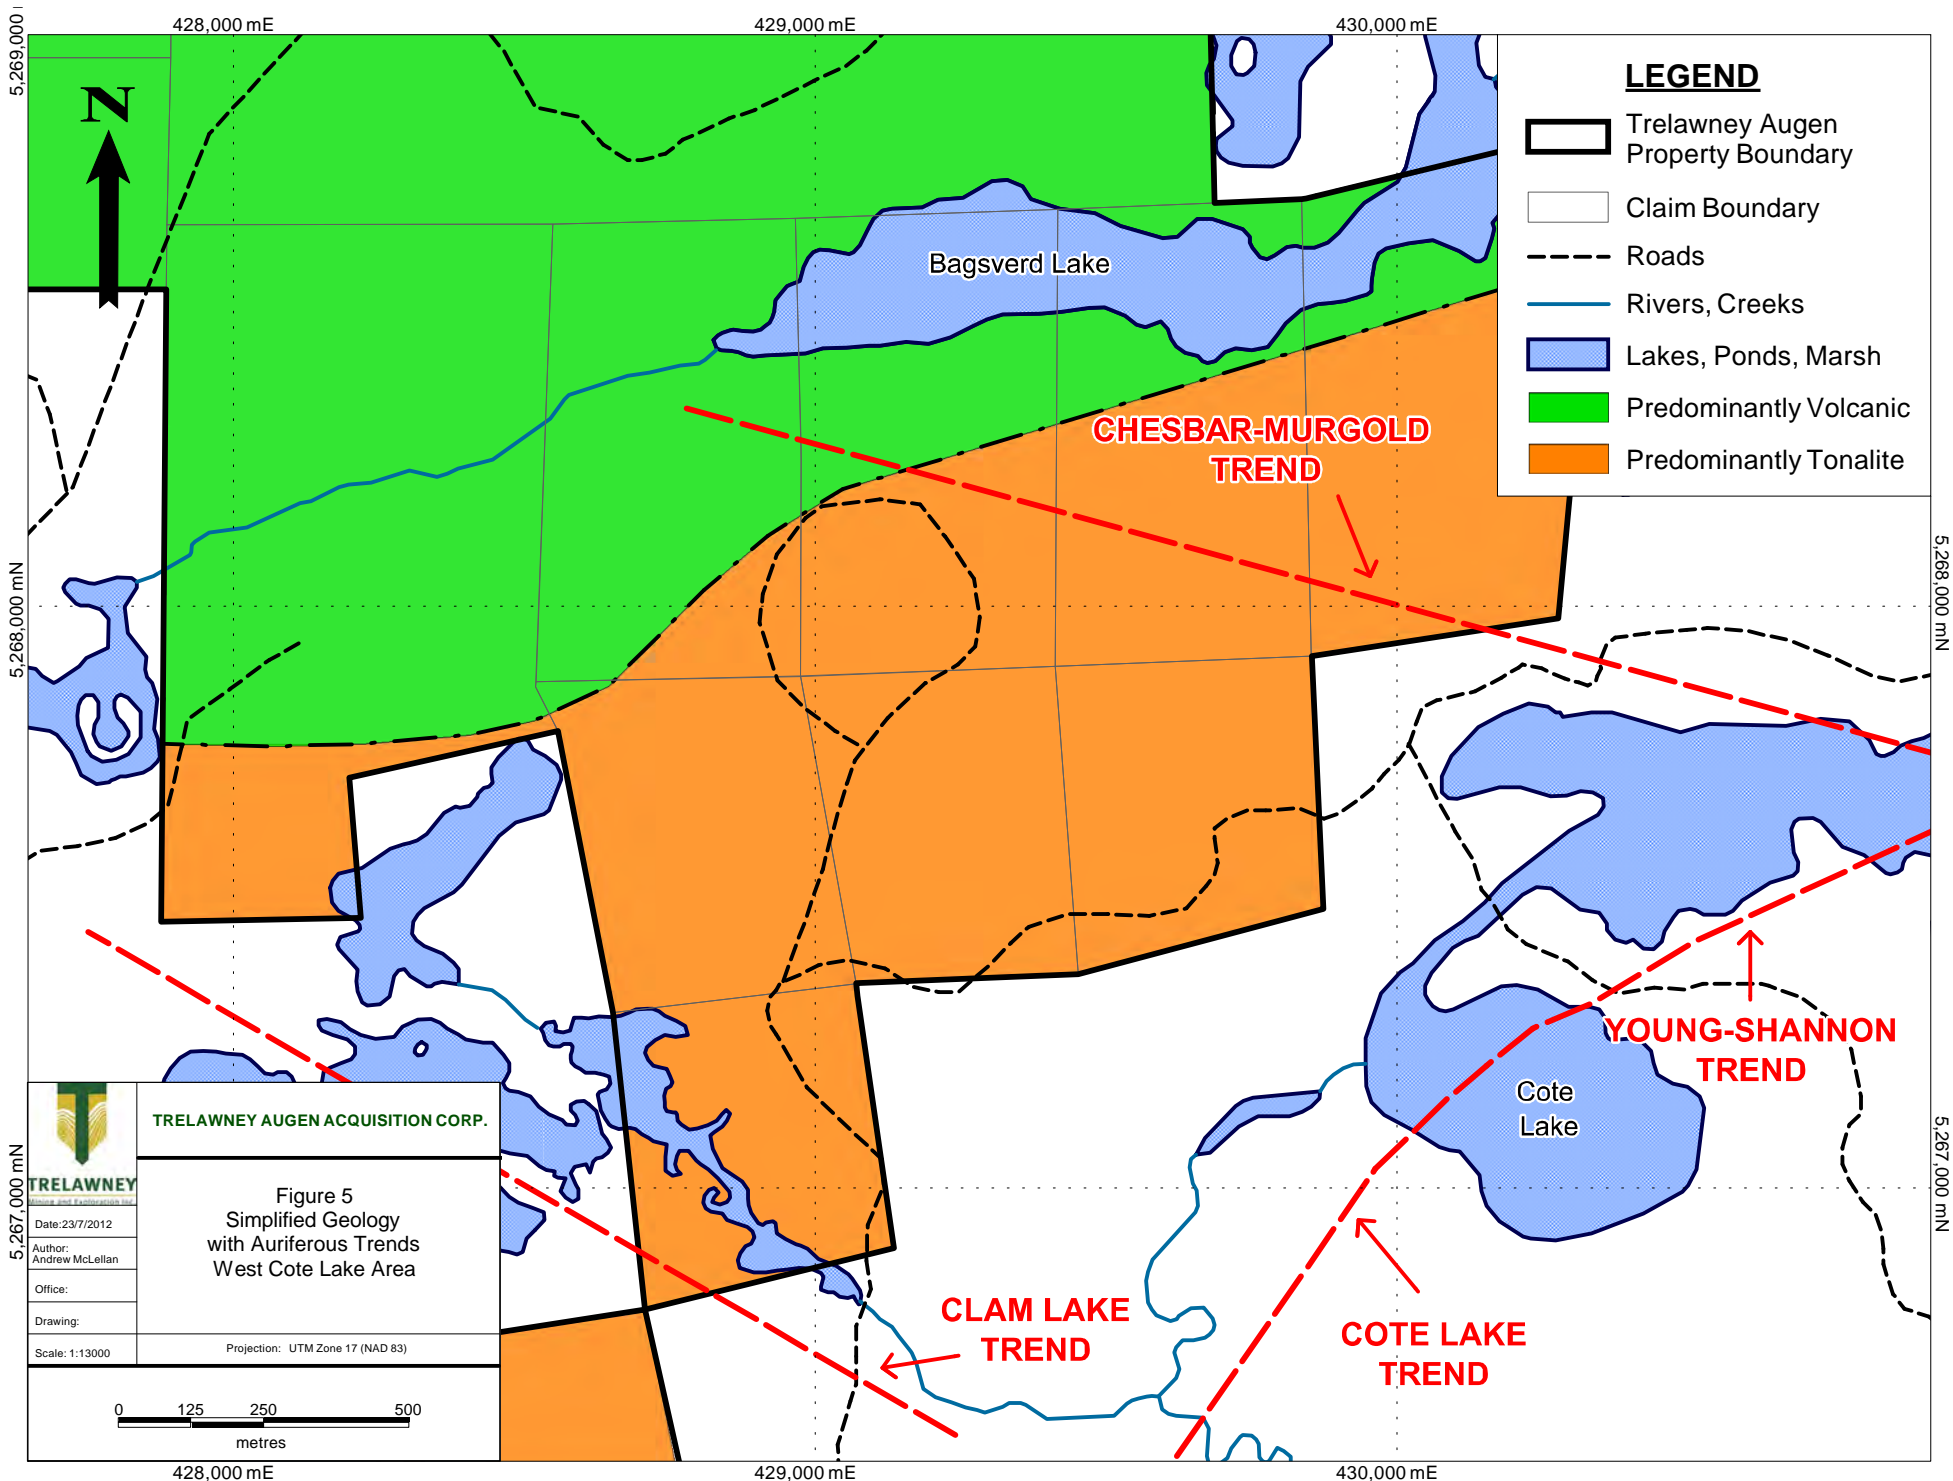 428,000 mE
429,000 mE
430,000 mE
5,269,000
N
LEGEND
Trelawney Augen
Property Boundary
Claim Boundary
Roads
Rivers, Creeks
Lakes, Ponds, Marsh
Predominantly Volcanic
Predominantly Tonalite
Bagsverd Lake
CHESBAR-MURGOLD
TREND
5,268,000 mN
5,268,000 mN
YOUNG-SHANNON
TREND
Cote
Lake
COTE LAKE
TREND
CLAM LAKE
TREND
5,267,000 mN
5,267,000 mN
TRELAWNEY
Mining and Exploration Inc.
TRELAWNEY AUGEN ACQUISITION CORP.
Figure 5
Simplified Geology
with Auriferous Trends
West Cote Lake Area
Date:23/7/2012
Author:
Andrew McLellan
Office:
Drawing:
Scale: 1:13000
Projection: UTM Zone 17 (NAD 83)
0 125 250 500
metres
428,000 mE
429,000 mE
430,000 mE